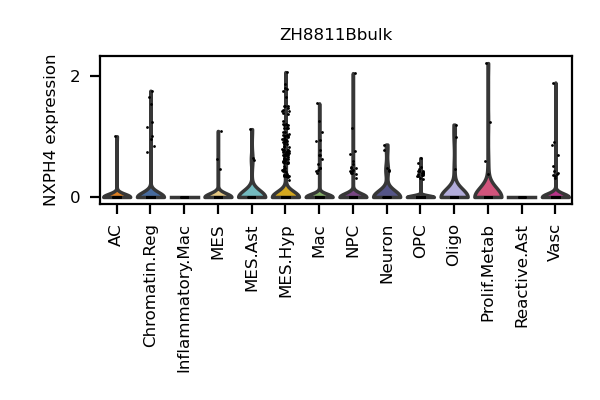 ZH8811Bbulk
NXPH4 expression
2
0
AC
Chromatin.Reg
Inflammatory.Mac
MES
MES.Ast
MES.Hyp
Mac
NPC
Neuron
OPC
Oligo
Prolif.Metab
Reactive.Ast
Vasc